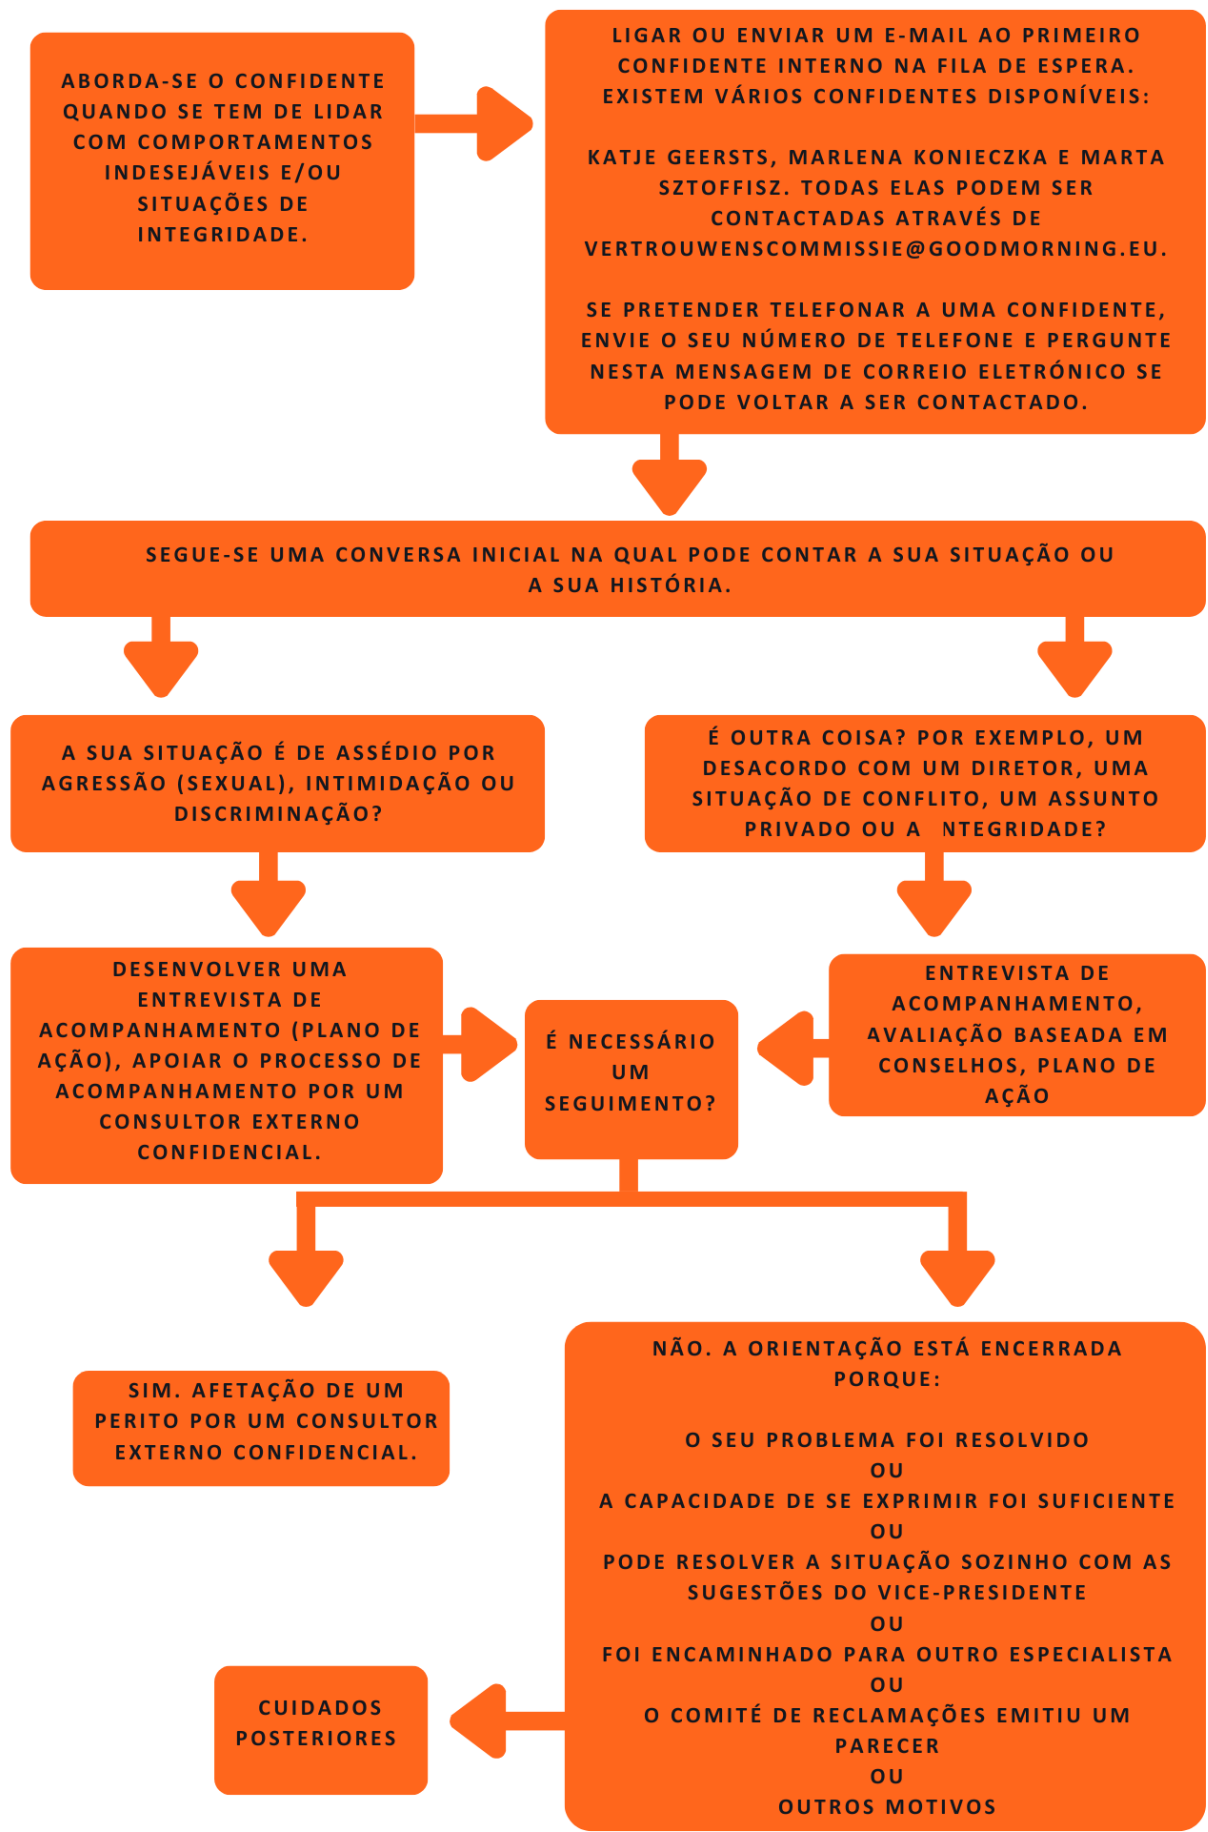 ABORDA-SE O CONFIDENTE
QUANDO SE TEM DE LIDAR
COM COMPORTAMENTOS
INDESEJÁVEIS E/OU
SITUAÇÕES DE
INTEGRIDADE.
LIGAR OU ENVIAR UM E-MAIL AO PRIMEIRO
CONFIDENTE INTERNO NA FILA DE ESPERA.
EXISTEM VÁRIOS CONFIDENTES DISPONÍVEIS:
KATJE GEERSTS, MARLENA KONIECZKA E MARTA
SZTOFFISZ. TODAS ELAS PODEM SER
CONTACTADAS ATRAVÉS DE
VERTROUWENSCOMMISSIE@GOODMORNING.EU.
SE PRETENDER TELEFONAR A UMA CONFIDENTE,
ENVIE O SEU NÚMERO DE TELEFONE E PERGUNTE
NESTA MENSAGEM DE CORREIO ELETRÓNICO SE
PODE VOLTAR A SER CONTACTADO.
SEGUE-SE UMA CONVERSA INICIAL NA QUAL PODE CONTAR A SUA SITUAÇÃO OU
A SUA HISTÓRIA.
A SUA SITUAÇÃO É DE ASSÉDIO POR
AGRESSÃO (SEXUAL), INTIMIDAÇÃO OU
DISCRIMINAÇÃO?
É OUTRA COISA? POR EXEMPLO, UM
DESACORDO COM UM DIRETOR, UMA
SITUAÇÃO DE CONFLITO, UM ASSUNTO
PRIVADO OU A NTEGRIDADE?
DESENVOLVER UMA
ENTREVISTA DE
ACOMPANHAMENTO (PLANO DE
AÇÃO), APOIAR O PROCESSO DE
ACOMPANHAMENTO POR UM
CONSULTOR EXTERNO
CONFIDENCIAL.
É NECESSÁRIO
UM
SEGUIMENTO?
ENTREVISTA DE
ACOMPANHAMENTO,
AVALIAÇÃO BASEADA EM
CONSELHOS, PLANO DE
AÇÃO
SIM. AFETAÇÃO DE UM
PERITO POR UM CONSULTOR
EXTERNO CONFIDENCIAL.
NÃO. A ORIENTAÇÃO ESTÁ ENCERRADA
PORQUE:
O SEU PROBLEMA FOI RESOLVIDO
OU
A CAPACIDADE DE SE EXPRIMIR FOI SUFICIENTE
OU
PODE RESOLVER A SITUAÇÃO SOZINHO COM AS
SUGESTÕES DO VICE-PRESIDENTE
OU
FOI ENCAMINHADO PARA OUTRO ESPECIALISTA
OU
O COMITÉ DE RECLAMAÇÕES EMITIU UM
PARECER
OU
OUTROS MOTIVOS
CUIDADOS
POSTERIORES